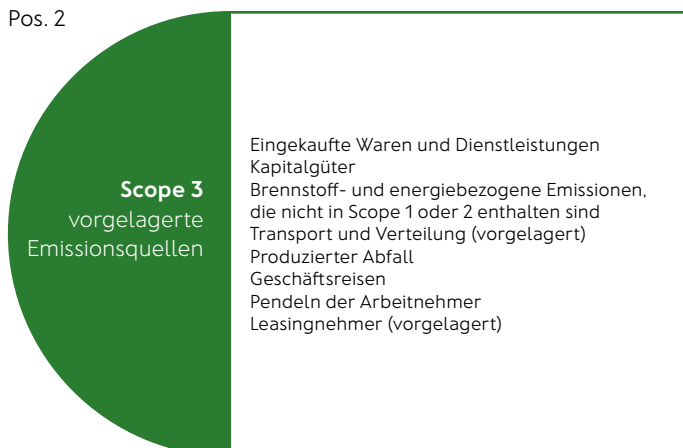 Pos. 2
Scope 3
vorgelagerte
Emissionsquellen
Eingekaufte Waren und Dienstleistungen
Kapitalgüter
Brennstoff- und energiebezogene Emissionen,
die nicht in Scope 1 oder 2 enthalten sind
Transport und Verteilung (vorgelagert)
Produzierter Abfall
Geschäftsreisen
Pendeln der Arbeitnehmer
Leasingnehmer (vorgelagert)